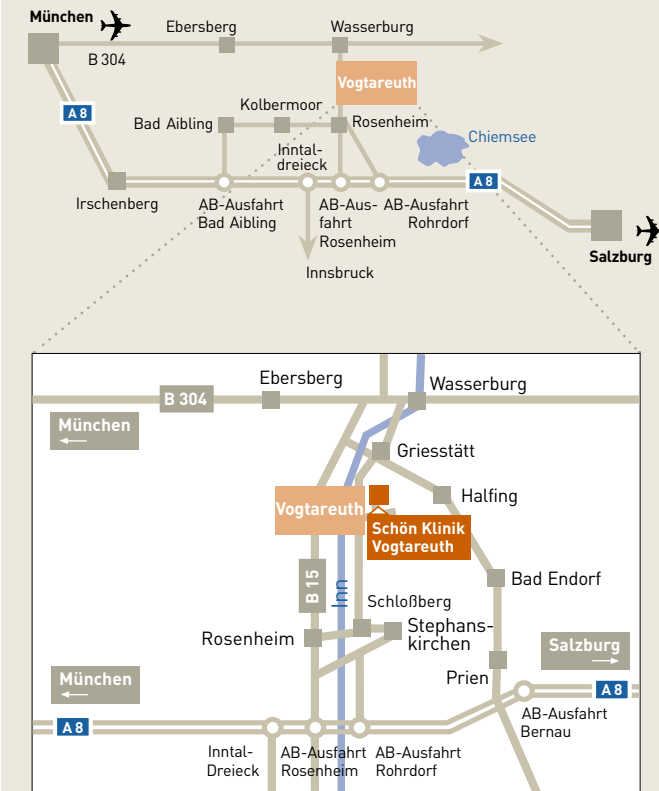 München
Ebersberg
Wasserburg
B 304
Vogtareuth
A 8
Kolbermoor
Bad Aibling
Rosenheim
Chiemsee
Inntal-
dreieck
A 8
Irschenberg
AB-Ausfahrt
Bad Aibling
AB-Aus-
fahrt
Rosenheim
AB-Ausfahrt
Rohrdorf
Salzburg
Innsbruck
Ebersberg
Wasserburg
B 304
München
Griesstätt
Halfing
Vogtareuth
Schön Klinik
Vogtareuth
B 15
Inn
Bad Endorf
Schloßberg
Rosenheim
Stephans-
kirchen
Salzburg
München
Prien
A 8
A 8
AB-Ausfahrt
Bernau
Inntal-
Dreieck
AB-Ausfahrt
Rosenheim
AB-Ausfahrt
Rohrdorf